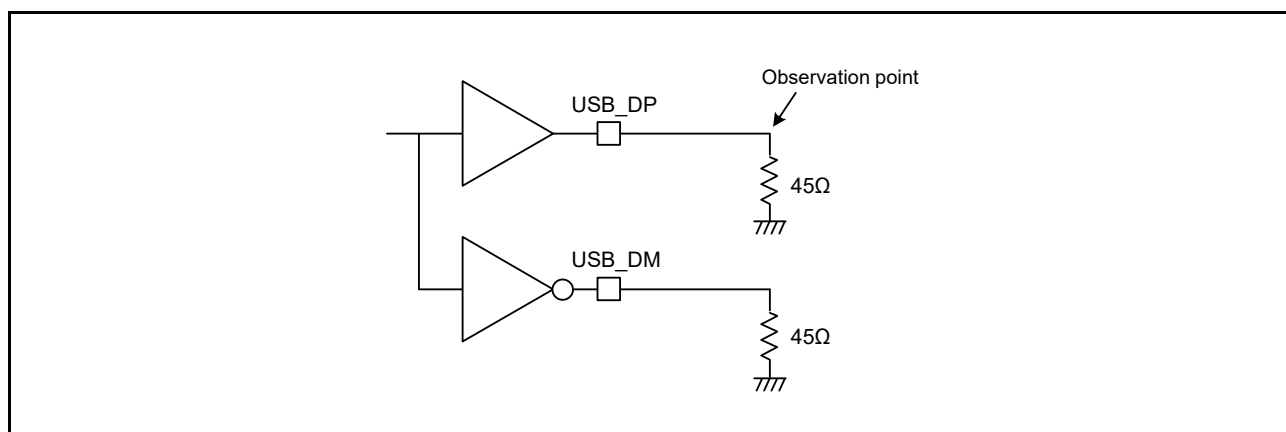 Observation point
USB_DP
45Ω
USB_DM
45Ω